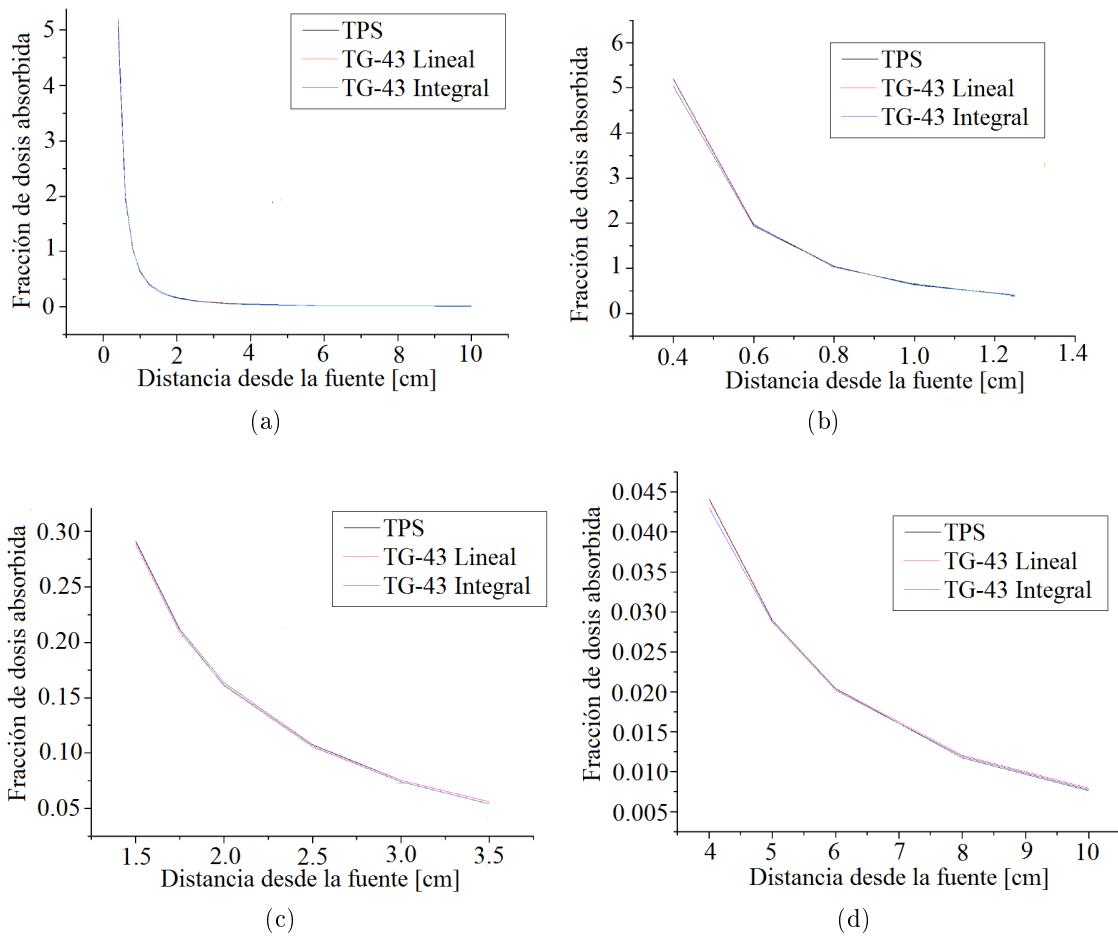 5
4
3
2
1
0
Fracción de dosis absorbida
TPS
TG-43 Lineal
TG-43 Integral
0 2 4 6 8 10
Distancia desde la fuente [cm]
(a)
6
5
4
3
2
1
0
Fracción de dosis absorbida
TPS
TG-43 Lineal
TG-43 Integral
0.4 0.6 0.8 1.0 1.2 1.4
Distancia desde la fuente [cm]
(b)
0.30
0.25
0.20
0.15
0.10
0.05
Fracción de dosis absorbida
TPS
TG-43 Lineal
TG-43 Integral
1.5 2.0 2.5 3.0 3.5
Distancia desde la fuente [cm]
(c)
0.045
0.040
0.035
0.030
0.025
0.020
0.015
0.010
0.005
Fracción de dosis absorbida
TPS
TG-43 Lineal
TG-43 Integral
4 5 6 7 8 9 10
Distancia desde la fuente [cm]
(d)